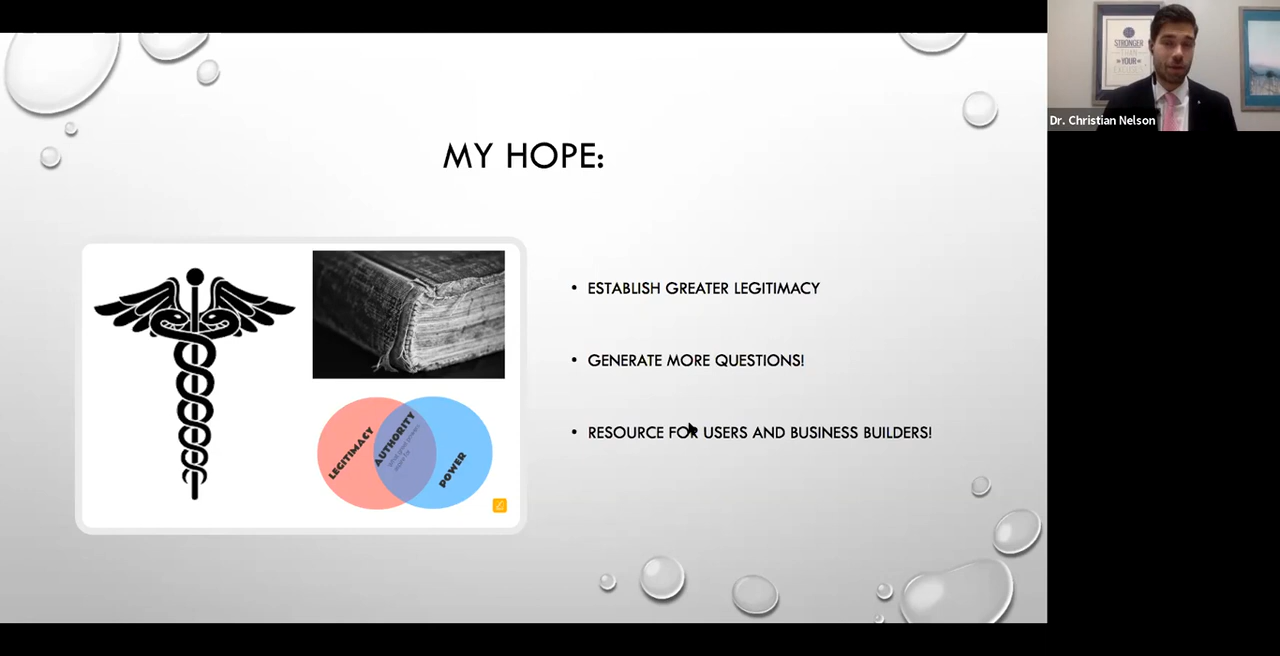 MY HOPE:
• ESTABLISH GREATER LEGITIMACY
• GENERATE MORE QUESTIONS!
• RESOURCE FOR USERS AND BUSINESS BUILDERS!
LEGITIMACY
AUTHORITY
POWER
STRONGER
THAN
YOUR
Dr. Christian Nelson